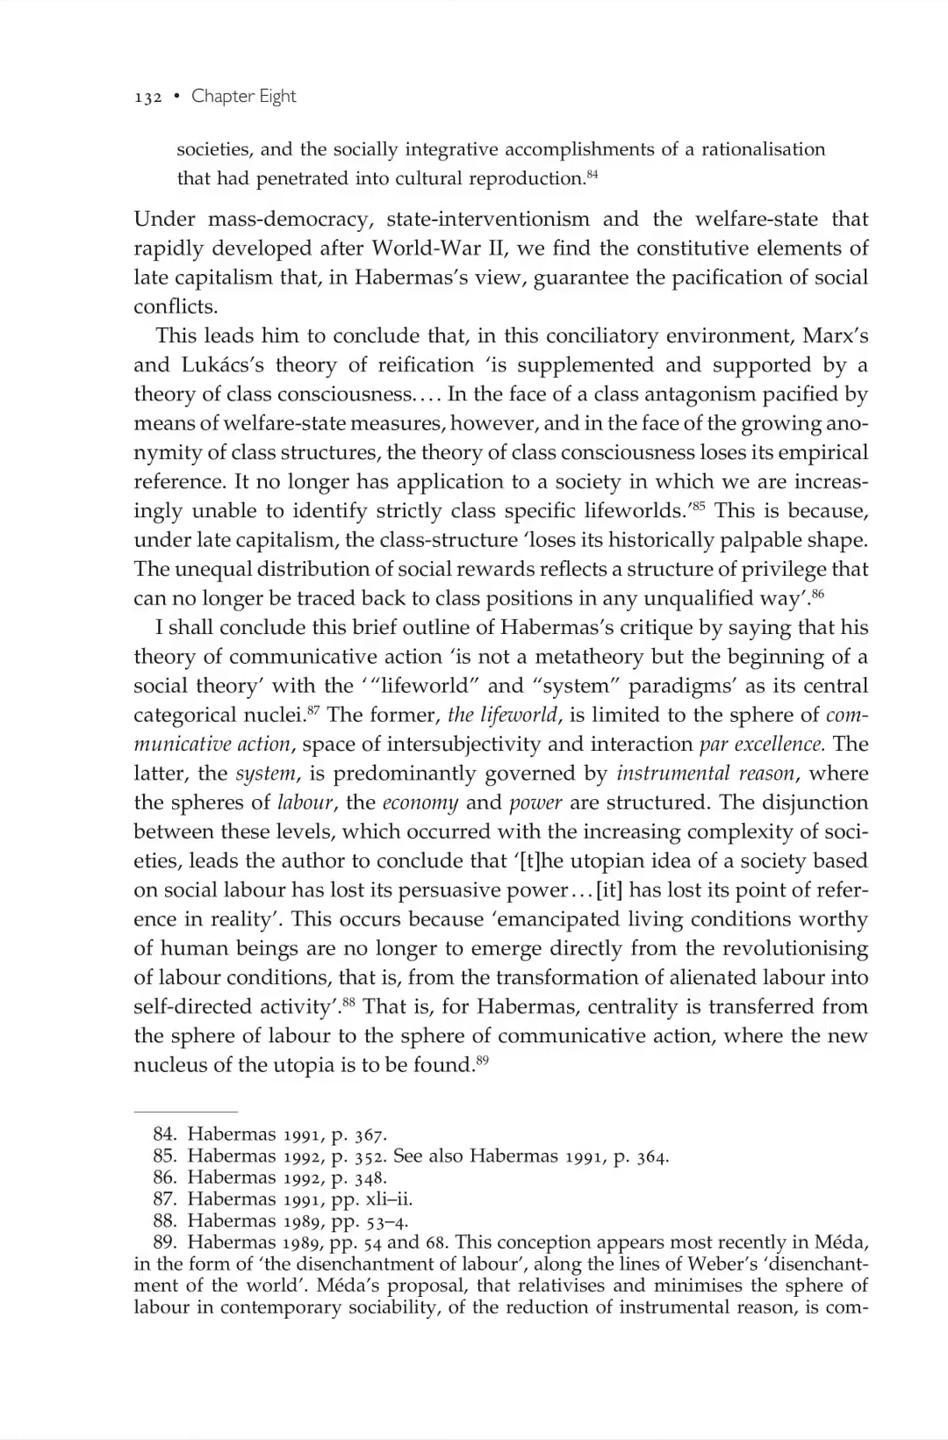 132 • Chapter Eight
societies, and the socially integrative accomplishments of a rationalisation
that had penetrated into cultural reproduction.84
Under mass-democracy, state-interventionism and the welfare-state that
rapidly developed after World-War II, we find the constitutive elements of
late capitalism that, in Habermas’s view, guarantee the pacification of social
conflicts.
This leads him to conclude that, in this conciliatory environment, Marx’s
and Lukács’s theory of reification ‘is supplemented and supported by a
theory of class consciousness.… In the face of a class antagonism pacified by
means of welfare-state measures, however, and in the face of the growing ano-
nymity of class structures, the theory of class consciousness loses its empirical
reference. It no longer has application to a society in which we are increas-
ingly unable to identify strictly class specific lifeworlds.’85 This is because,
under late capitalism, the class-structure ‘loses its historically palpable shape.
The unequal distribution of social rewards reflects a structure of privilege that
can no longer be traced back to class positions in any unqualified way’.86
I shall conclude this brief outline of Habermas’s critique by saying that his
theory of communicative action ‘is not a metatheory but the beginning of a
social theory’ with the ‘“lifeworld” and “system” paradigms’ as its central
categorical nuclei.87 The former, the lifeworld, is limited to the sphere of com-
municative action, space of intersubjectivity and interaction par excellence. The
latter, the system, is predominantly governed by instrumental reason, where
the spheres of labour, the economy and power are structured. The disjunction
between these levels, which occurred with the increasing complexity of soci-
eties, leads the author to conclude that ‘[t]he utopian idea of a society based
on social labour has lost its persuasive power… [it] has lost its point of refer-
ence in reality’. This occurs because ‘emancipated living conditions worthy
of human beings are no longer to emerge directly from the revolutionising
of labour conditions, that is, from the transformation of alienated labour into
self-directed activity’.88 That is, for Habermas, centrality is transferred from
the sphere of labour to the sphere of communicative action, where the new
nucleus of the utopia is to be found.89
84. Habermas 1991, p. 367.
85. Habermas 1992, p. 352. See also Habermas 1991, p. 364.
86. Habermas 1992, p. 348.
87. Habermas 1991, pp. xli–ii.
88. Habermas 1989, pp. 53–4.
89. Habermas 1989, pp. 54 and 68. This conception appears most recently in Méda,
in the form of ‘the disenchantment of labour’, along the lines of Weber’s ‘disenchant-
ment of the world’. Méda’s proposal, that relativises and minimises the sphere of
labour in contemporary sociability, of the reduction of instrumental reason, is com-